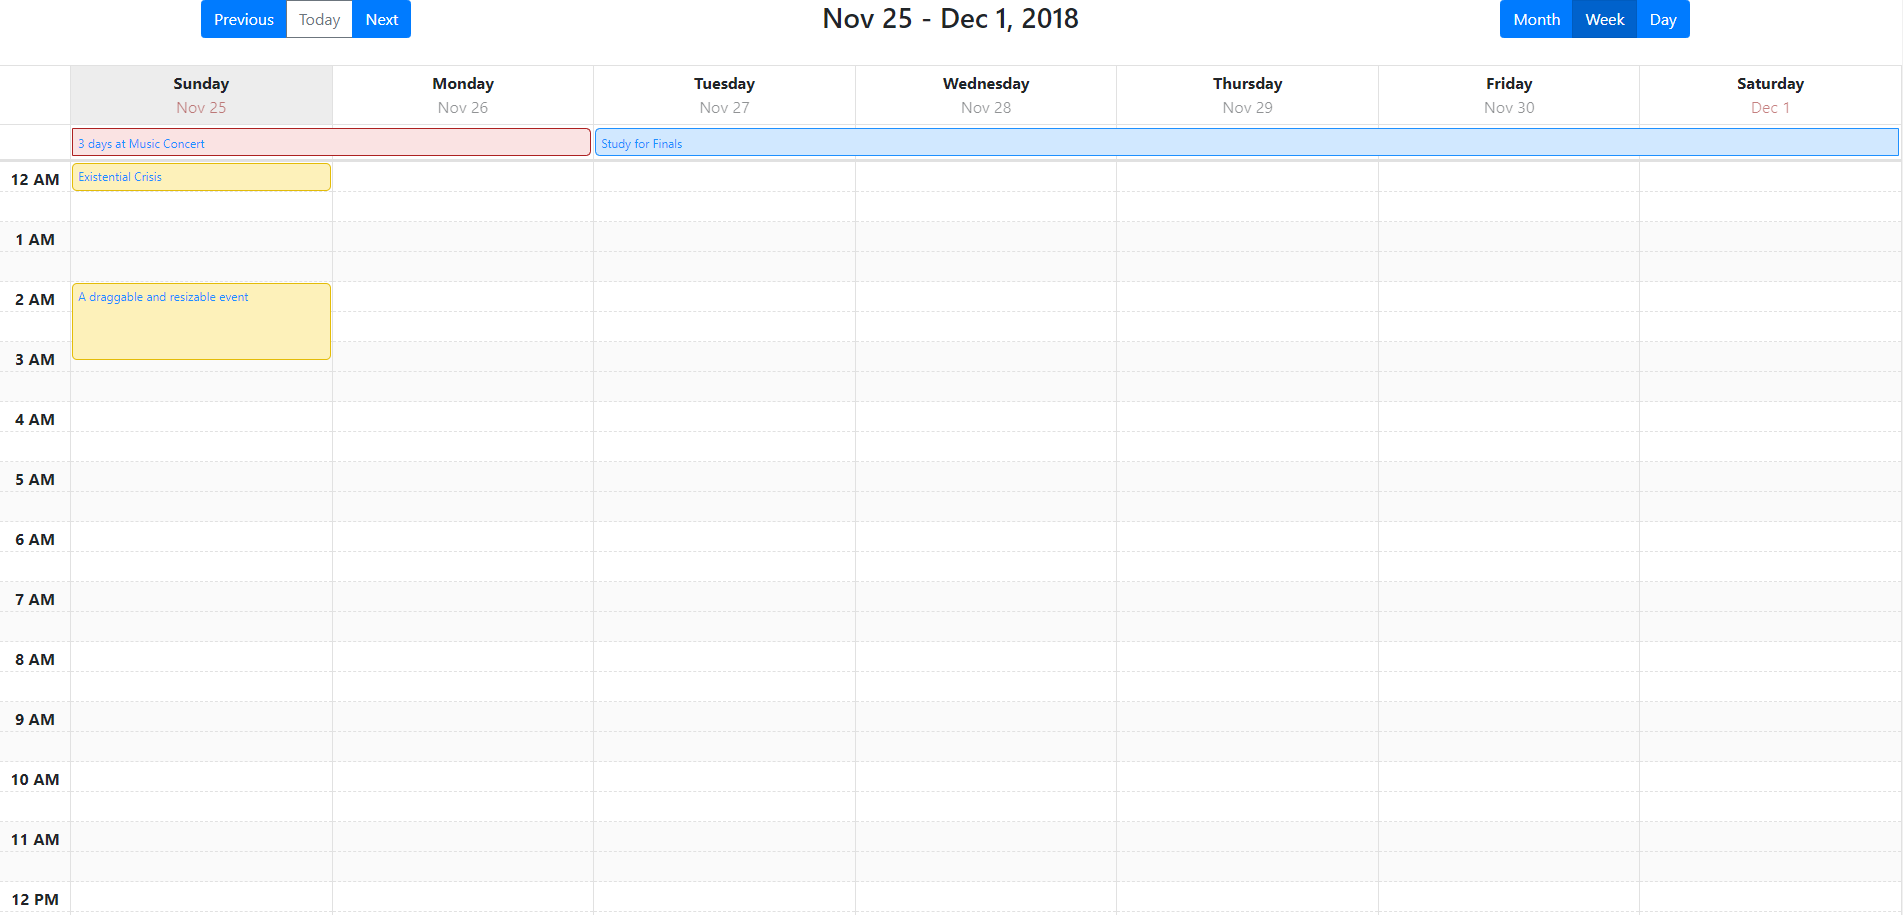 Previous Today Next Nov 25 - Dec 1, 2018 Month Week Day
Sunday Monday Tuesday Wednesday Thursday Friday Saturday
Nov 25 Nov 26 Nov 27 Nov 28 Nov 29 Nov 30 Dec 1
3 days at Music Concert Study for Finals
12 AM Existential Crisis
1 AM
2 AM A draggable and resizable event
3 AM
4 AM
5 AM
6 AM
7 AM
8 AM
9 AM
10 AM
11 AM
12 PM